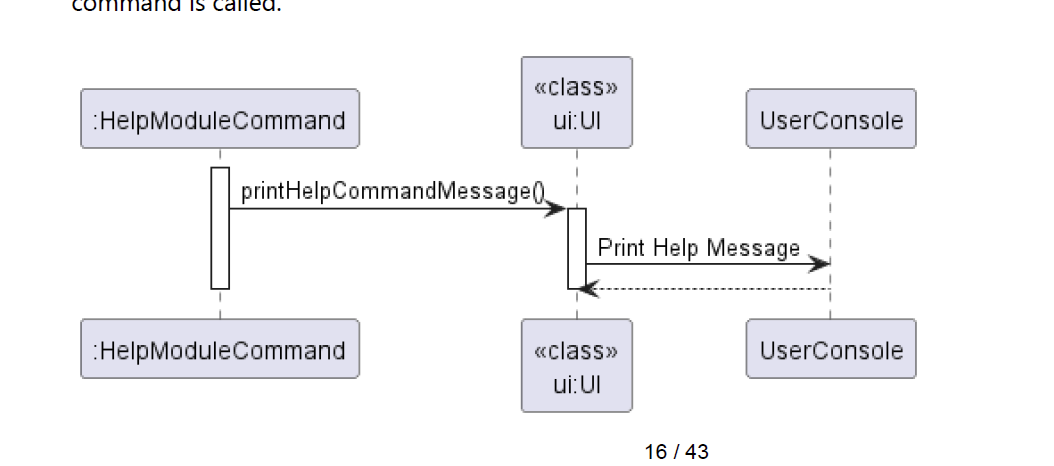 command is called.
«class»
:HelpModuleCommand
ui:UI
UserConsole
printHelpCommandMessage()
Print Help Message
:HelpModuleCommand
«class»
ui:UI
UserConsole
16 / 43